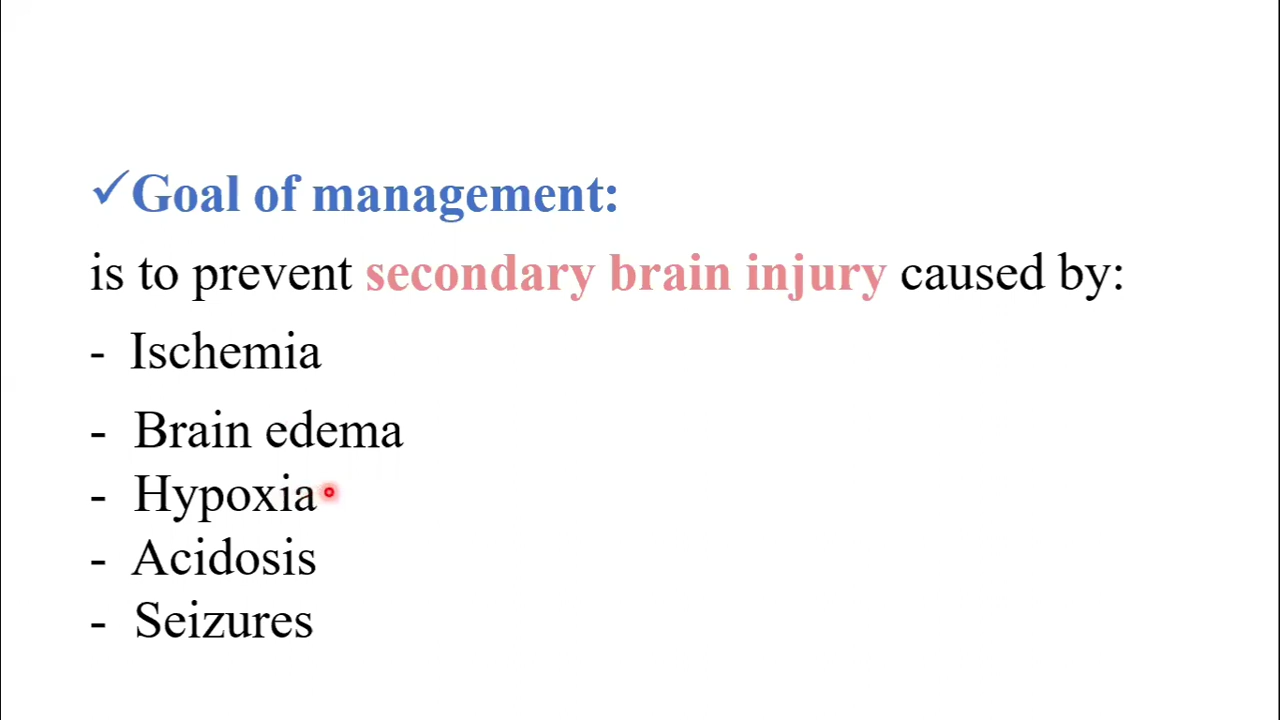 ✓Goal of management:
is to prevent secondary brain injury caused by:
- Ischemia
- Brain edema
- Hypoxia
- Acidosis
- Seizures